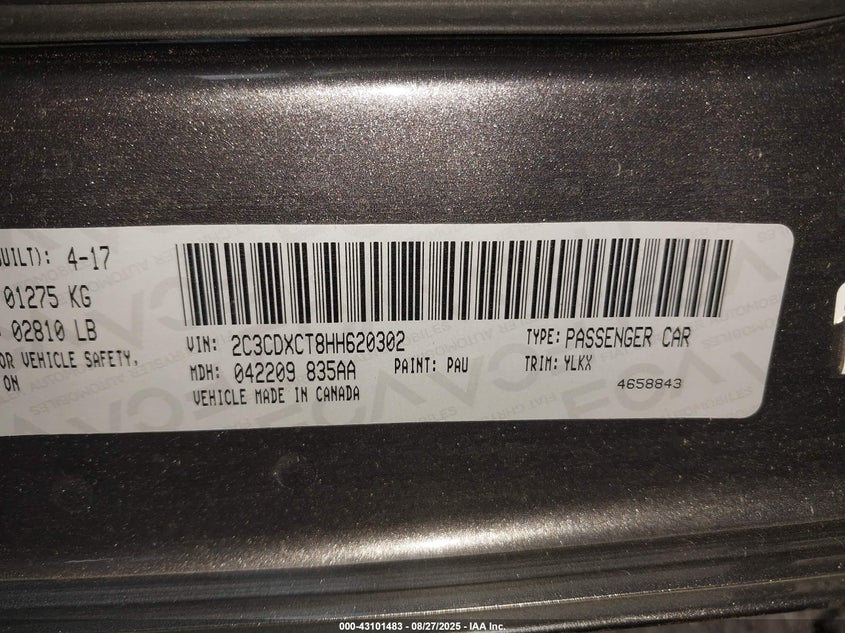 BUILT): 4-17
01275 KG
02810 LB
OR VEHICLE SAFETY,
ON
VIN: 2C3CDXCT8HH620302
TYPE: PASSENGER CAR
MDH: 042209 835AA
PAINT: PAU
TRIM: YLKX
VEHICLE MADE IN CANADA
4658843
000-43101483 - 08/27/2025 - IAA Inc.